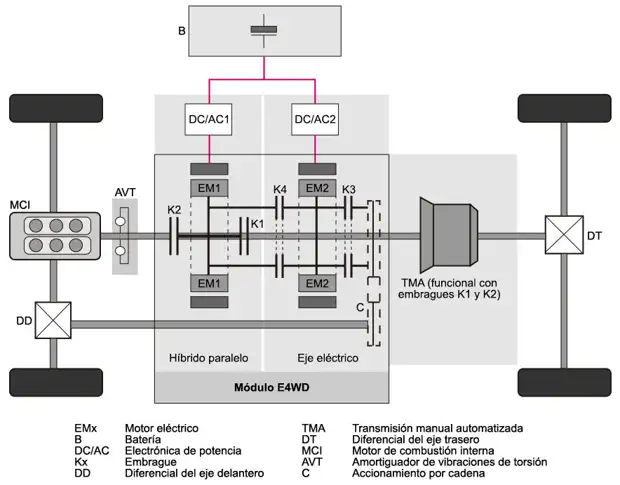 B
DC/AC1
DC/AC2
AVT
MCI
K2
EM1
K4
EM2
K3
K1
DT
EM1
EM2
TMA (funcional con
embragues K1 y K2)
C
DD
Híbrido paralelo
Eje eléctrico
Módulo E4WD
EMx Motor eléctrico
B Batería
DC/AC Electrónica de potencia
Kx Embrague
DD Diferencial del eje delantero
TMA Transmisión manual automatizada
DT Diferencial del eje trasero
MCI Motor de combustión interna
AVT Amortiguador de vibraciones de torsión
C Accionamiento por cadena